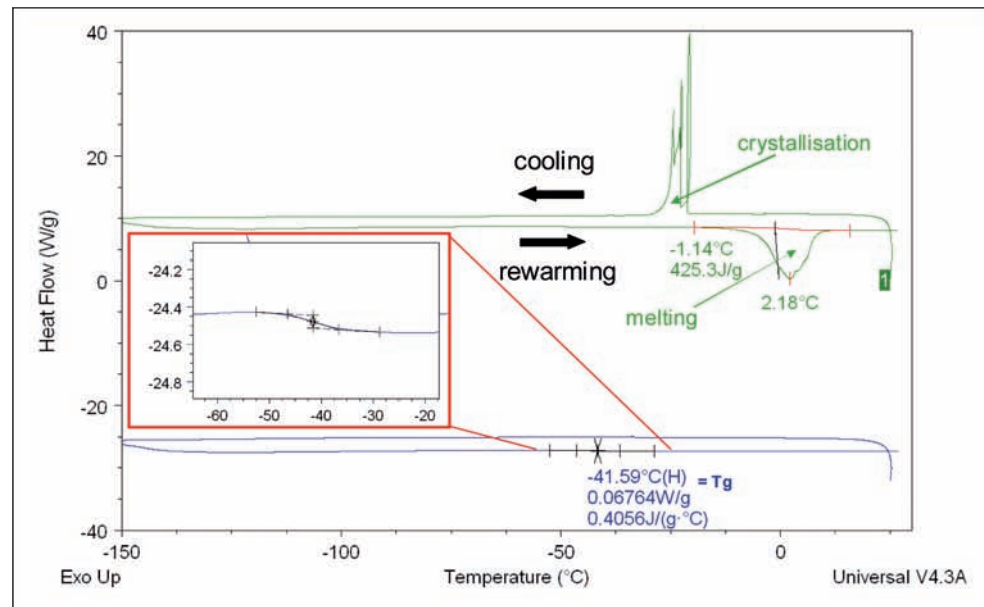 40
20
0
-20
-40
Heat Flow (W/g)
cooling
rewarming
crystallisation
-1.14°C
425.3J/g
melting
2.18°C
1
-24.2
-24.4
-24.6
-24.8
-60 -50 -40 -30 -20
-41.59°C(H) = Tg
0.06764W/g
0.4056J/(g·°C)
-150 -100 -50 0
Exo Up Temperature (°C) Universal V4.3A